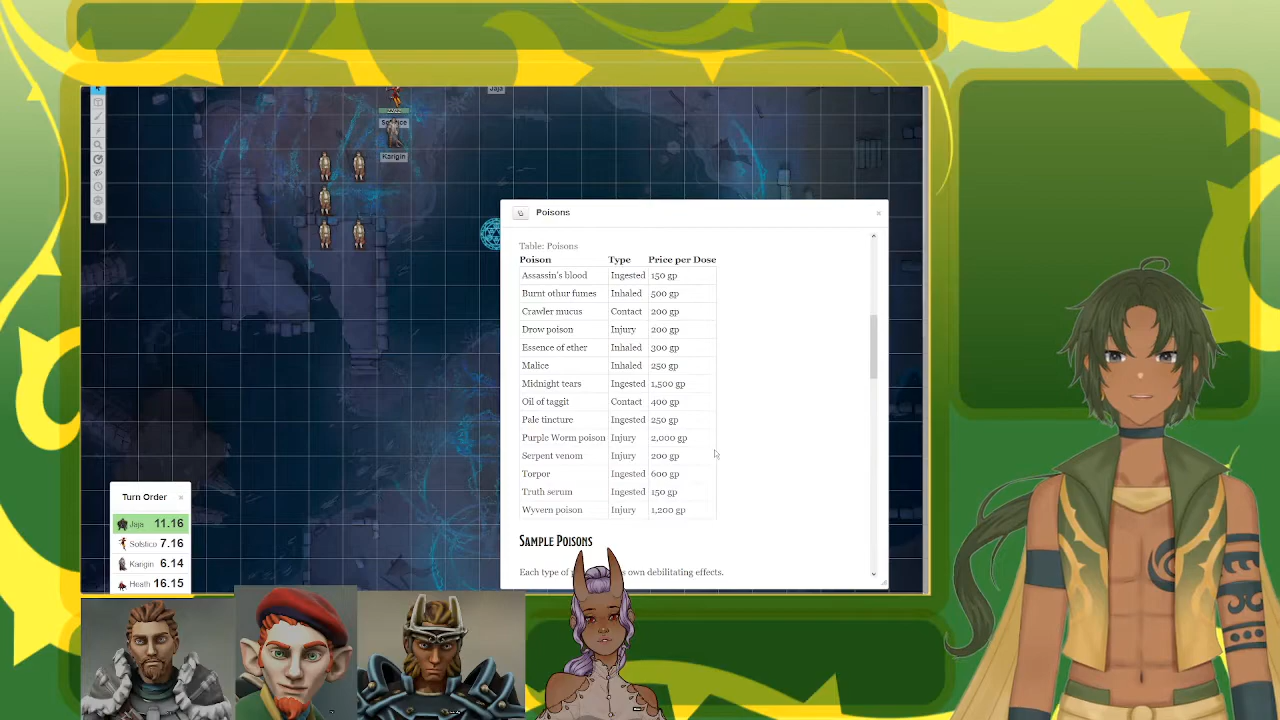 Jaja
Solstice
Karigin
Poisons
Table: Poisons
Poison Type Price per Dose
Assassin's blood Ingested 150 gp
Burnt othur fumes Inhaled 500 gp
Crawler mucus Contact 200 gp
Drow poison Injury 200 gp
Essence of ether Inhaled 300 gp
Malice Inhaled 250 gp
Midnight tears Ingested 1,500 gp
Oil of taggit Contact 400 gp
Pale tincture Ingested 250 gp
Purple Worm poison Injury 2,000 gp
Serpent venom Injury 200 gp
Torpor Ingested 600 gp
Truth serum Ingested 150 gp
Wyvern poison Injury 1,200 gp
Sample Poisons
Each type of own debilitating effects.
Turn Order
Jaja 11.16
Solstico 7.16
Karigin 6.14
Heath 16.15